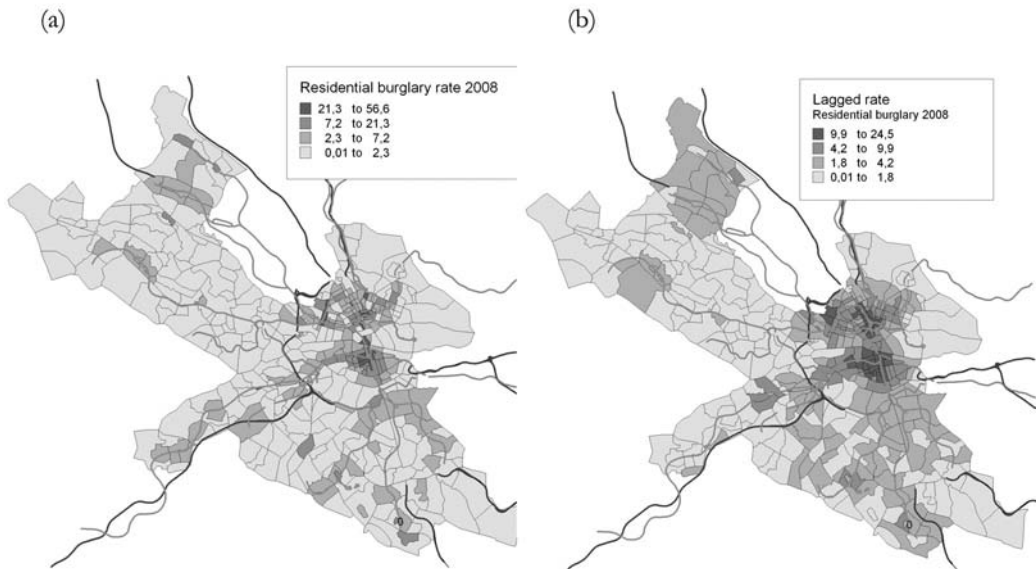 (a)
(b)
Residential burglary rate 2008
21,3 to 56,6
7,2 to 21,3
2,3 to 7,2
0,01 to 2,3
Lagged rate
Residential burglary 2008
9,9 to 24,5
4,2 to 9,9
1,8 to 4,2
0,01 to 1,8